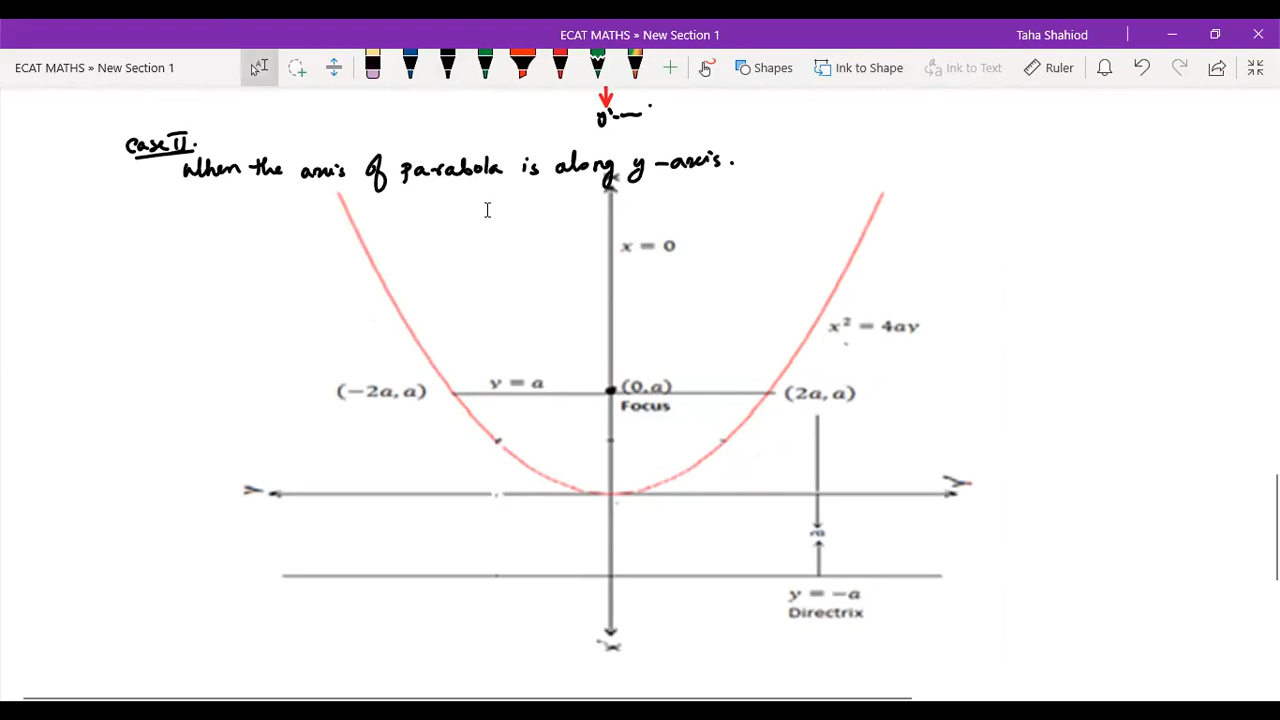 ECAT MATHS » New Section 1
Taha Shahiod
ECAT MATHS » New Section 1
Shapes
Ink to Shape
Ink to Text
Ruler
Case II.
When the axis of parabola is along y-axis.
x = 0
x² = 4ay
(−2a, a)
y = a
(0,a)
(2a, a)
Focus
Y
y = −a
Directrix